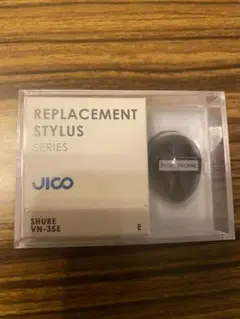 REPLACEMENT
STYLUS
SERIES
JICO
SHURE
VN-35E
E